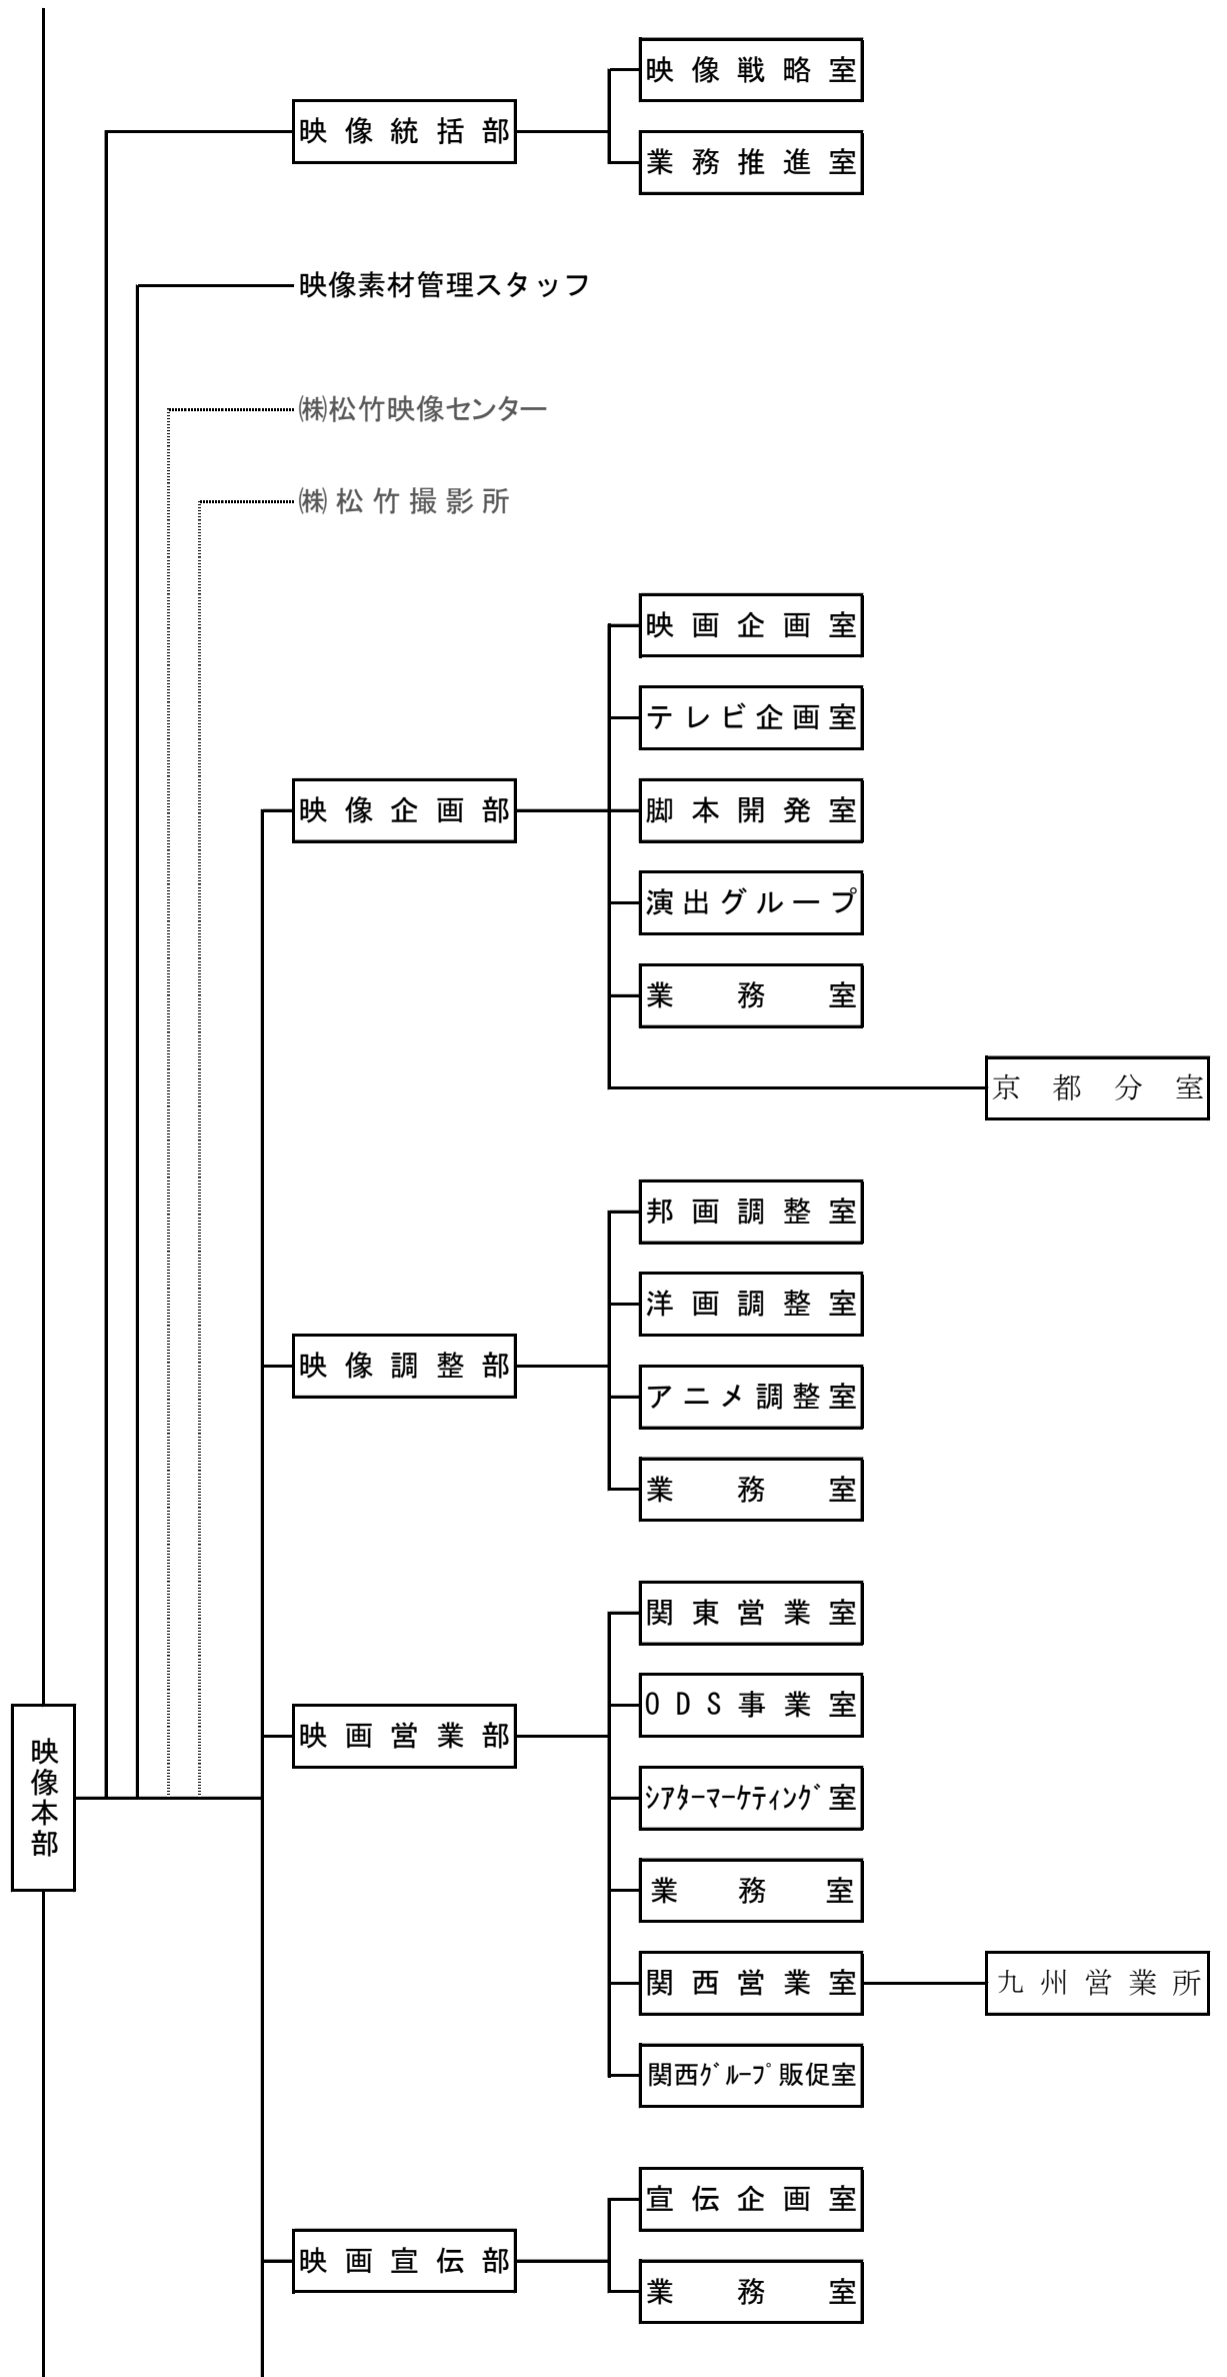 映像戦略室
映像統括部
業務推進室
映像素材管理スタッフ
㈱松竹映像センター
㈱松竹撮影所
映画企画室
テレビ企画室
映像企画部
脚本開発室
演出グループ
業務室
京都分室
邦画調整室
洋画調整室
映像調整部
アニメ調整室
業務室
関東営業室
ODS事業室
映画営業部
映像本部
ｼｱﾀｰﾏｰｹﾃｨﾝｸﾞ室
業務室
関西営業室
九州営業所
関西ｸﾞﾙｰﾌﾟ販促室
宣伝企画室
映画宣伝部
業務室